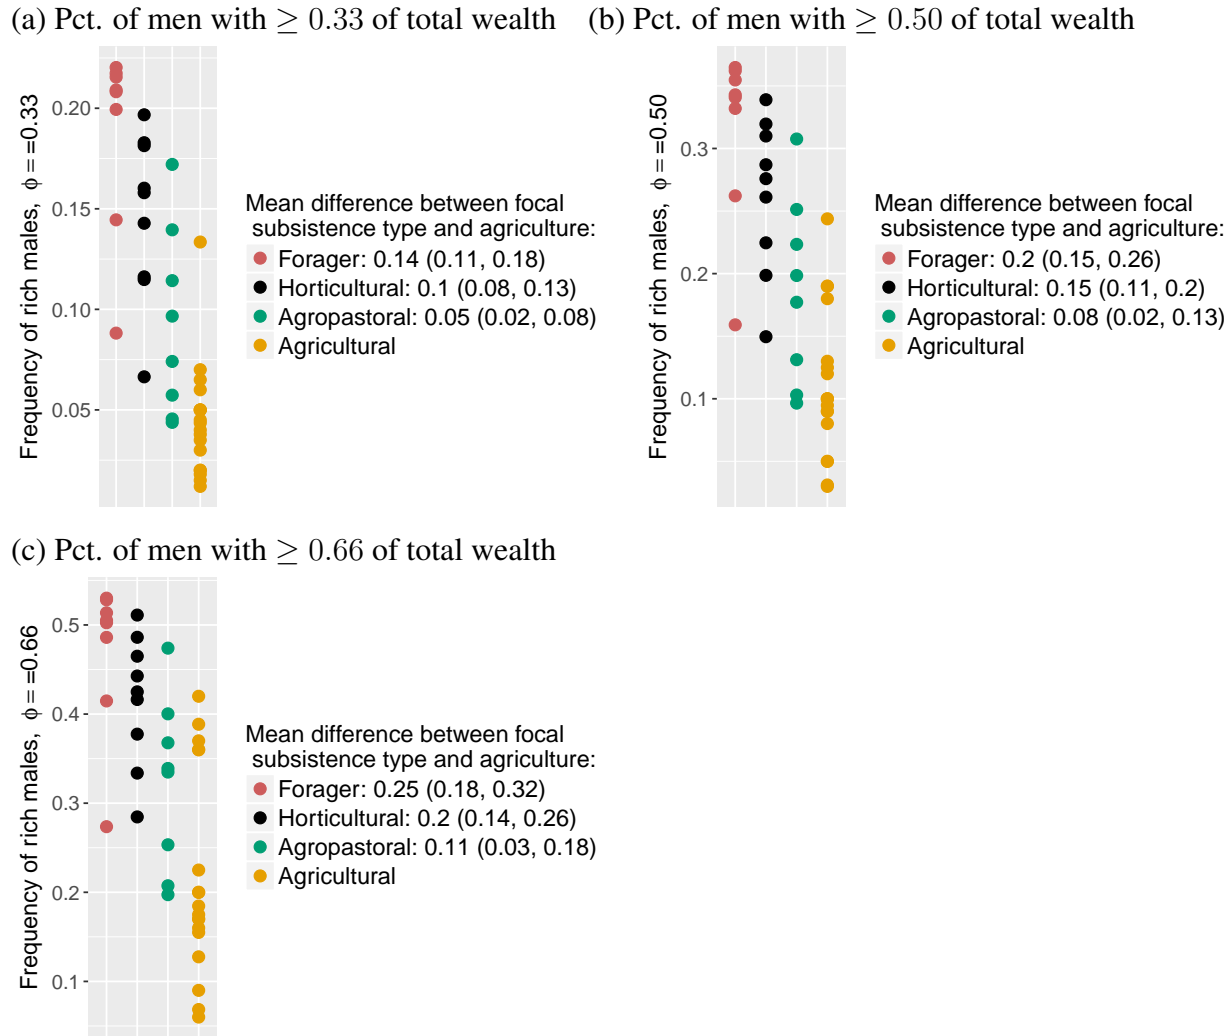 (a) Pct. of men with ≥ 0.33 of total wealth
Frequency of rich males, ϕ = =0.33
0.20
0.15
0.10
0.05
Mean difference between focal
subsistence type and agriculture:
Forager: 0.14 (0.11, 0.18)
Horticultural: 0.1 (0.08, 0.13)
Agropastoral: 0.05 (0.02, 0.08)
Agricultural
(b) Pct. of men with ≥ 0.50 of total wealth
Frequency of rich males, ϕ = =0.50
0.3
0.2
0.1
Mean difference between focal
subsistence type and agriculture:
Forager: 0.2 (0.15, 0.26)
Horticultural: 0.15 (0.11, 0.2)
Agropastoral: 0.08 (0.02, 0.13)
Agricultural
(c) Pct. of men with ≥ 0.66 of total wealth
Frequency of rich males, ϕ = =0.66
0.5
0.4
0.3
0.2
0.1
Mean difference between focal
subsistence type and agriculture:
Forager: 0.25 (0.18, 0.32)
Horticultural: 0.2 (0.14, 0.26)
Agropastoral: 0.11 (0.03, 0.18)
Agricultural